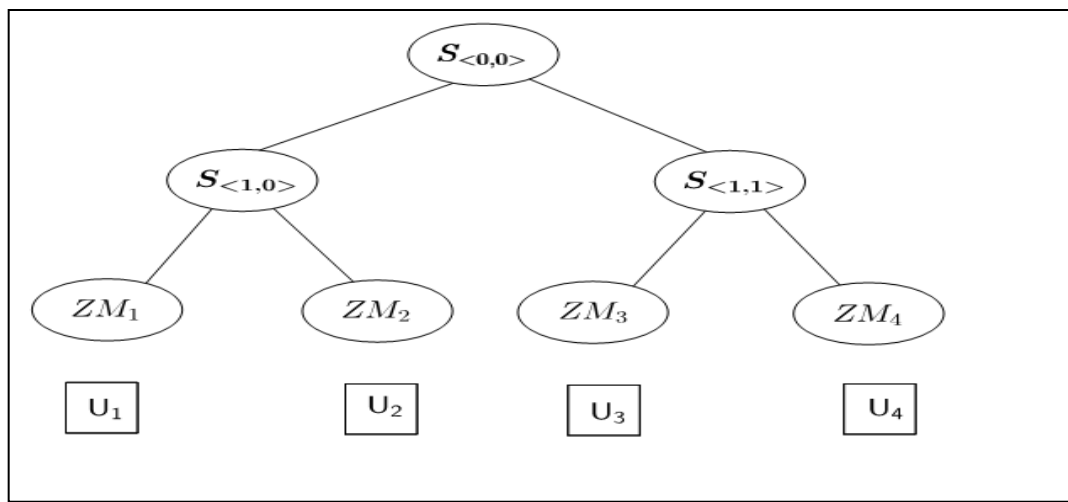 S<0,0>
S<1,0> S<1,1>
ZM₁ ZM₂ ZM₃ ZM₄
U₁ U₂ U₃ U₄